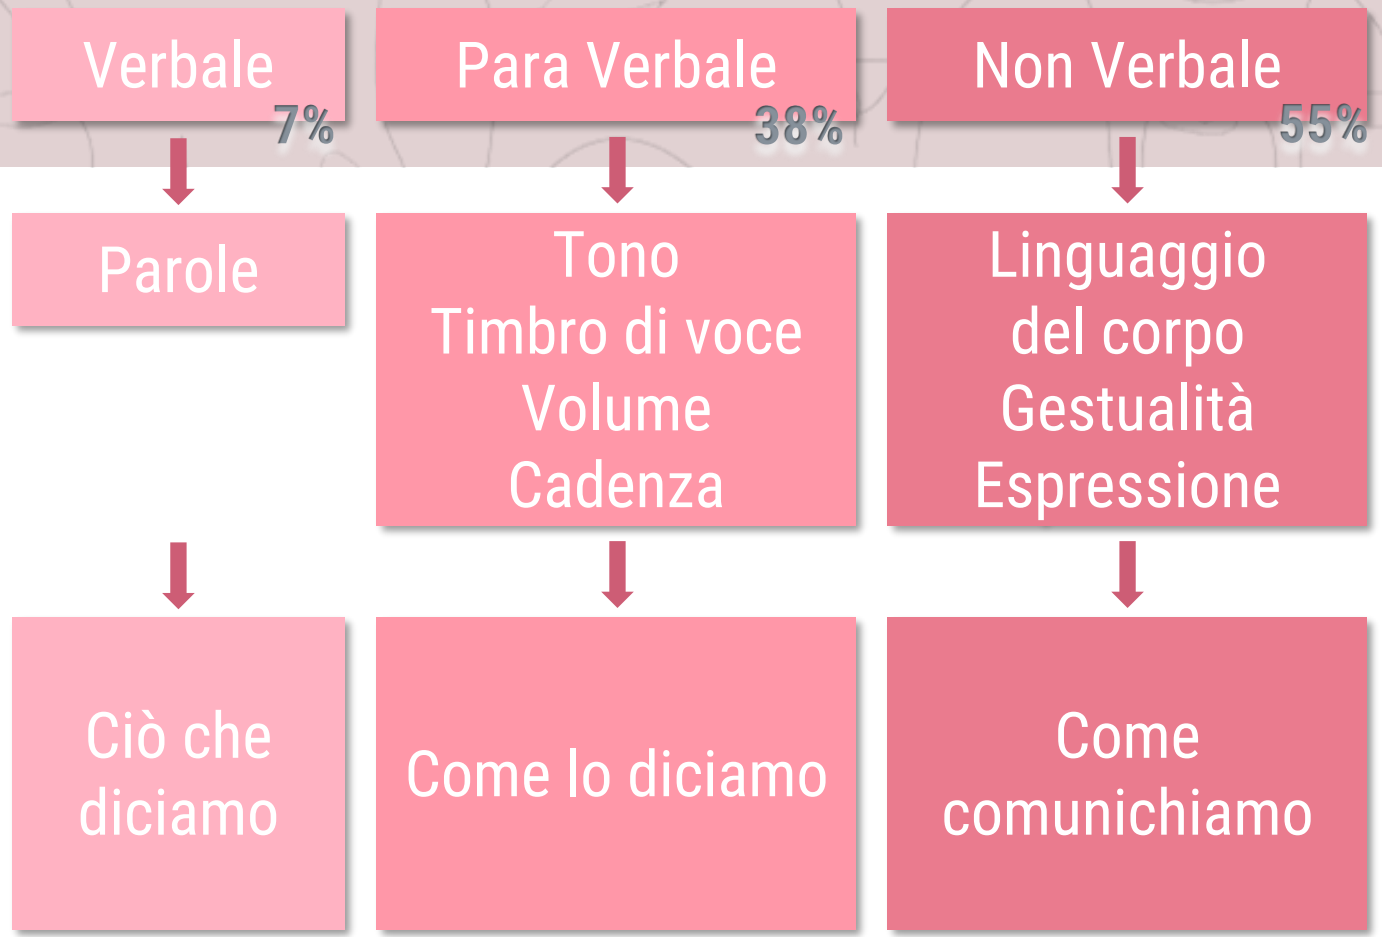 Verbale
7%
Para Verbale
38%
Non Verbale
55%
Parole
Tono
Timbro di voce
Volume
Cadenza
Linguaggio
del corpo
Gestualità
Espressione
Ciò che
diciamo
Come lo diciamo
Come
comunichiamo